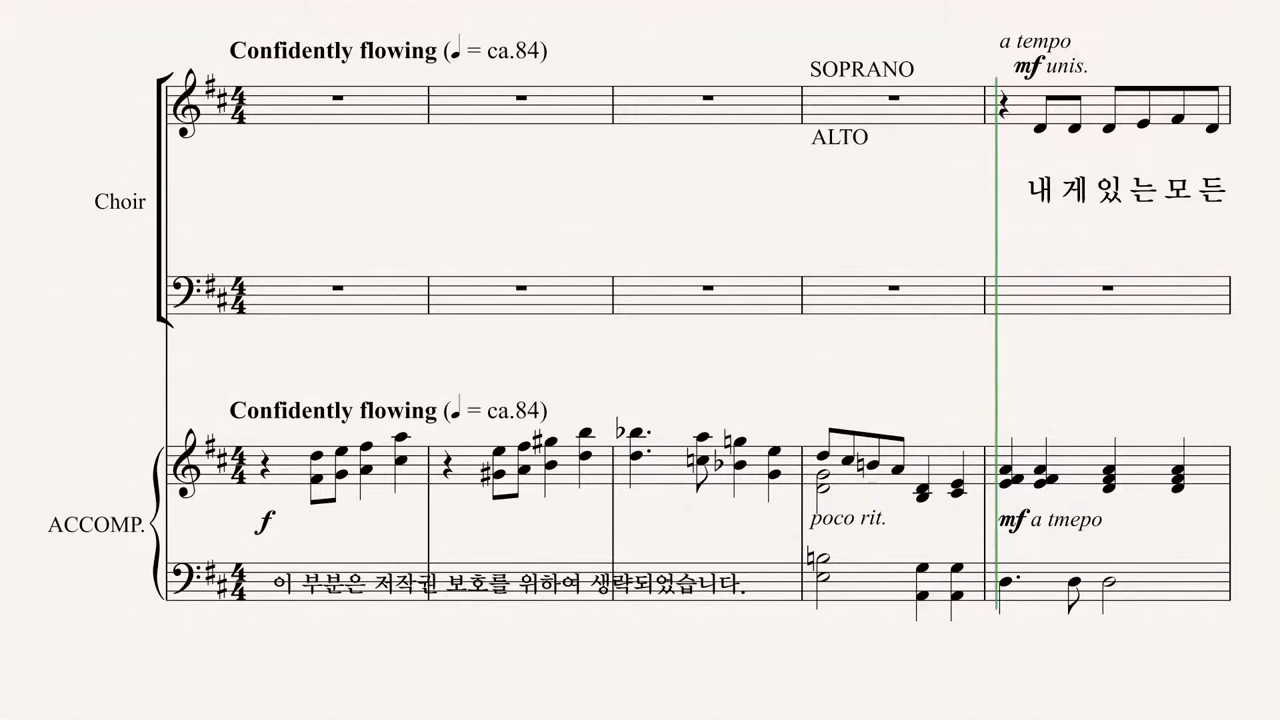 Confidently flowing (♩ = ca.84)
a tempo
mf unis.
SOPRANO
ALTO
Choir
내 게 있 는 모 든
Confidently flowing (♩ = ca.84)
ACCOMP.
f
poco rit.
mf a tmepo
이 부분은 저작권 보호를 위하여 생략되었습니다.